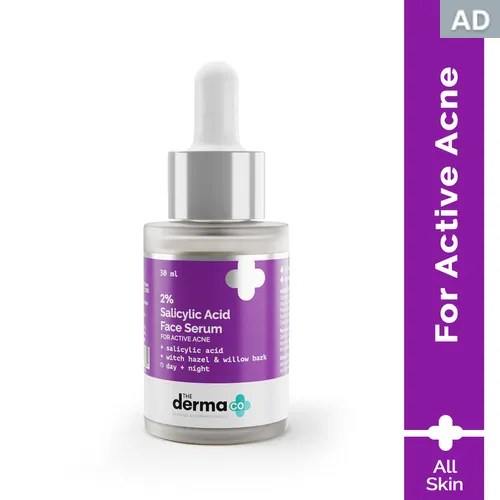 AD
For Active Acne
30 ml
2%
Salicylic Acid
Face Serum
FOR ACTIVE ACNE
+ salicylic acid
+ witch hazel & willow bark
day + night
THE
derma co
All
Skin